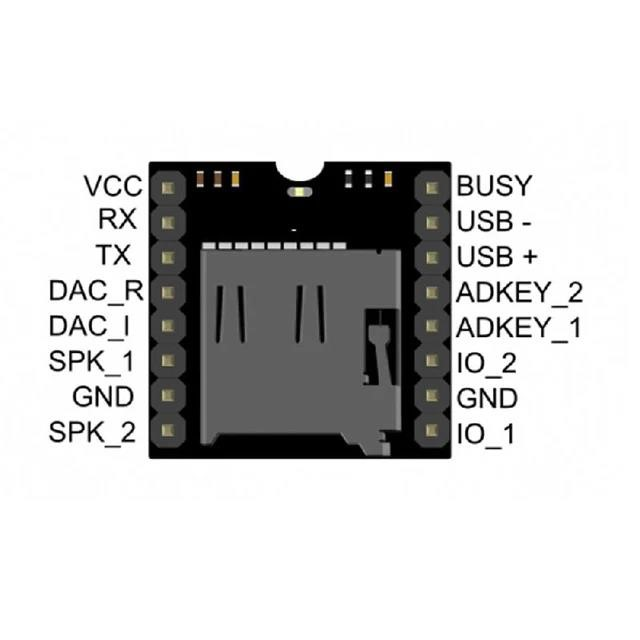 VCC
RX
TX
DAC_R
DAC_I
SPK_1
GND
SPK_2
BUSY
USB -
USB +
ADKEY_2
ADKEY_1
IO_2
GND
IO_1